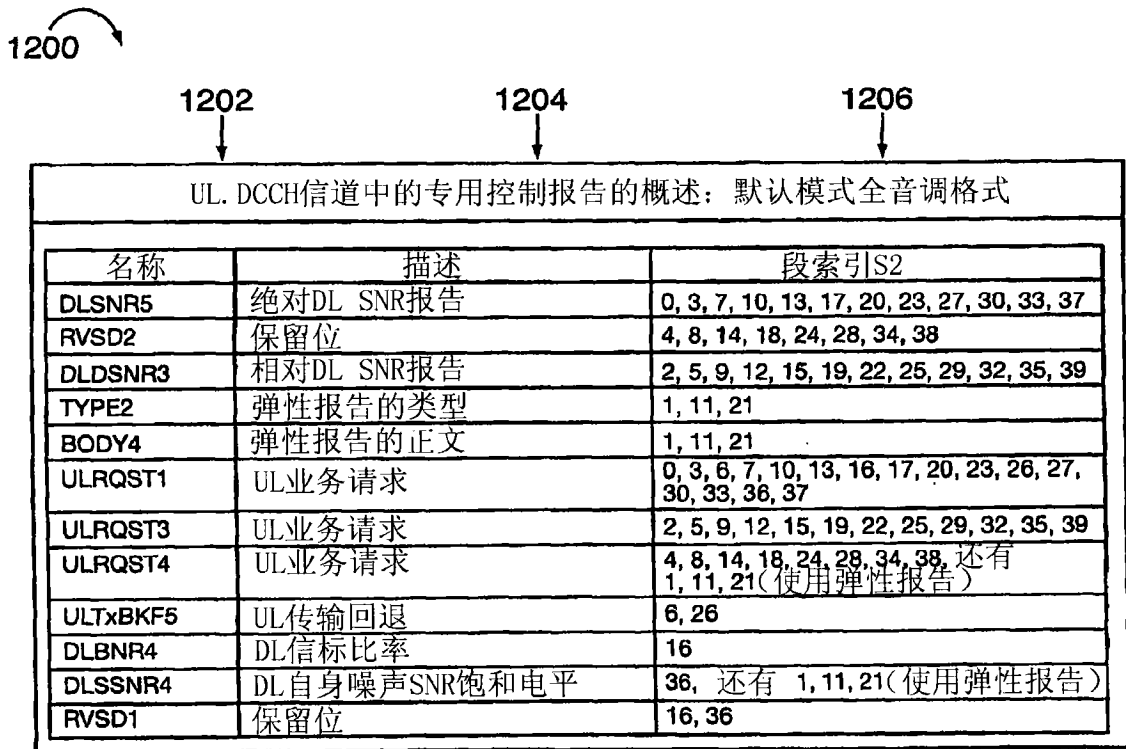 1200
1202 1204 1206
UL.DCCH信道中的专用控制报告的概述：默认模式全音调格式
名称 描述 段索引S2
DLSNR5 绝对DL SNR报告 0, 3, 7, 10, 13, 17, 20, 23, 27, 30, 33, 37
RVSD2 保留位 4, 8, 14, 18, 24, 28, 34, 38
DLDSNR3 相对DL SNR报告 2, 5, 9, 12, 15, 19, 22, 25, 29, 32, 35, 39
TYPE2 弹性报告的类型 1, 11, 21
BODY4 弹性报告的正文 1, 11, 21
ULRQST1 UL业务请求 0, 3, 6, 7, 10, 13, 16, 17, 20, 23, 26, 27,
30, 33, 36, 37
ULRQST3 UL业务请求 2, 5, 9, 12, 15, 19, 22, 25, 29, 32, 35, 39
ULRQST4 UL业务请求 4, 8, 14, 18, 24, 28, 34, 38, 还有
1, 11, 21(使用弹性报告)
ULTxBKF5 UL传输回退 6, 26
DLBNR4 DL信标比率 16
DLSSNR4 DL自身噪声SNR饱和电平 36, 还有 1, 11, 21(使用弹性报告)
RVSD1 保留位 16, 36